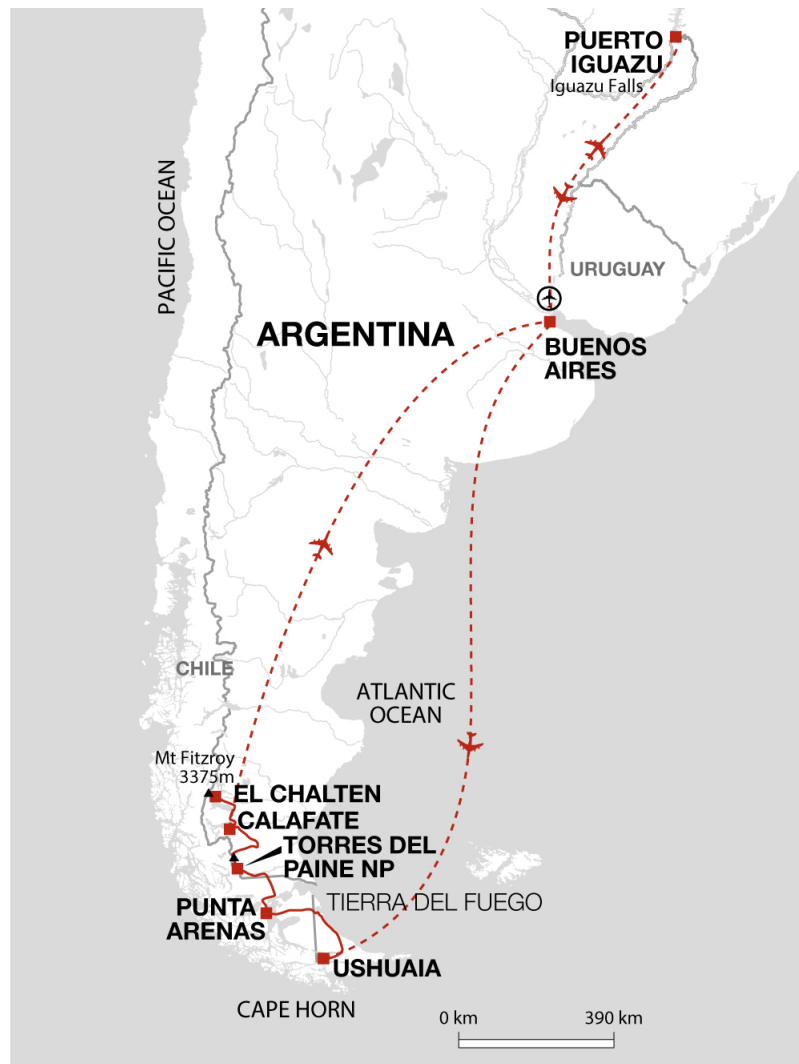 PUERTO
IGUAZU
Iguazu Falls
PACIFIC OCEAN
URUGUAY
ARGENTINA
BUENOS
AIRES
CHILE
ATLANTIC
OCEAN
Mt Fitzroy
3375m
EL CHALTEN
CALAFATE
TORRES DEL
PAINE NP
TIERRA DEL FUEGO
PUNTA
ARENAS
USHUAIA
CAPE HORN
0 km 390 km